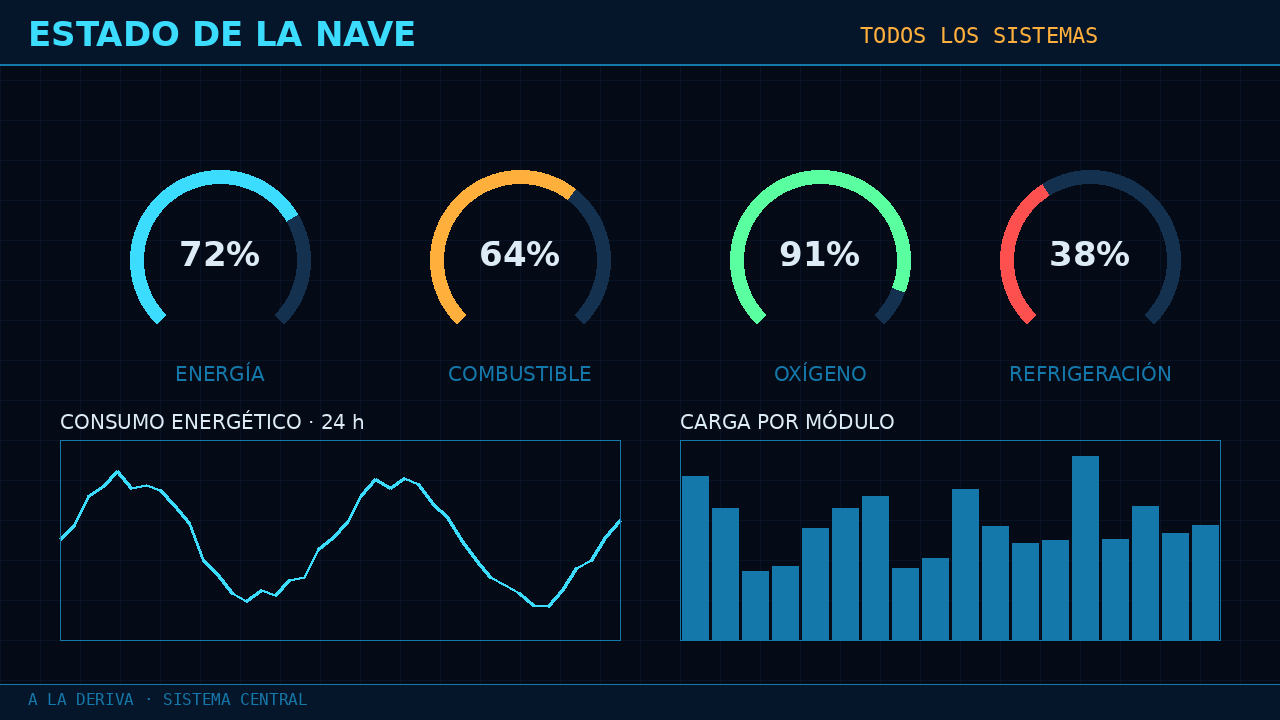 ESTADO DE LA NAVE
TODOS LOS SISTEMAS
72%
64%
91%
38%
ENERGÍA
COMBUSTIBLE
OXÍGENO
REFRIGERACIÓN
CONSUMO ENERGÉTICO · 24 h
CARGA POR MÓDULO
A LA DERIVA · SISTEMA CENTRAL